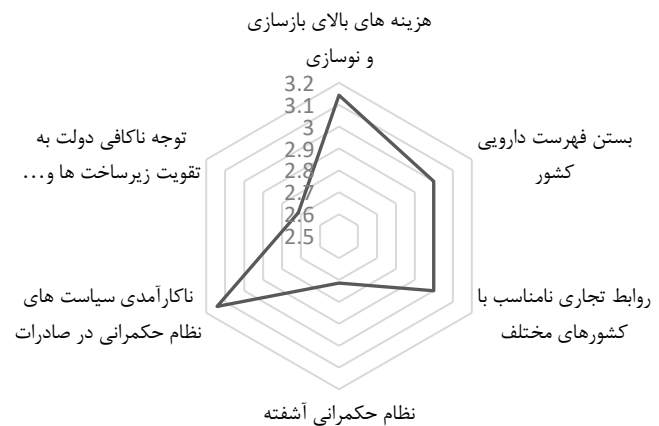 هزینه های بالای بازسازی
و نوسازی
3.2
3.1
3
2.9
2.8
2.7
2.6
2.5
بستن فهرست دارویی
کشور
روابط تجاری نامناسب با
کشورهای مختلف
نظام حکمرانی آشفته
ناکارآمدی سیاست های
نظام حکمرانی در صادرات
توجه ناکافی دولت به
تقویت زیرساخت ها و...